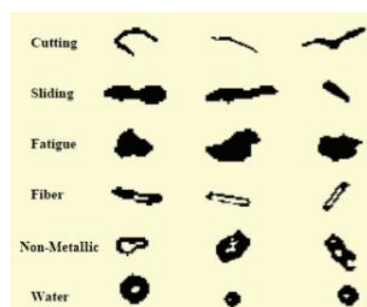 Cutting
Sliding
Fatigue
Fiber
Non-Metallic
Water